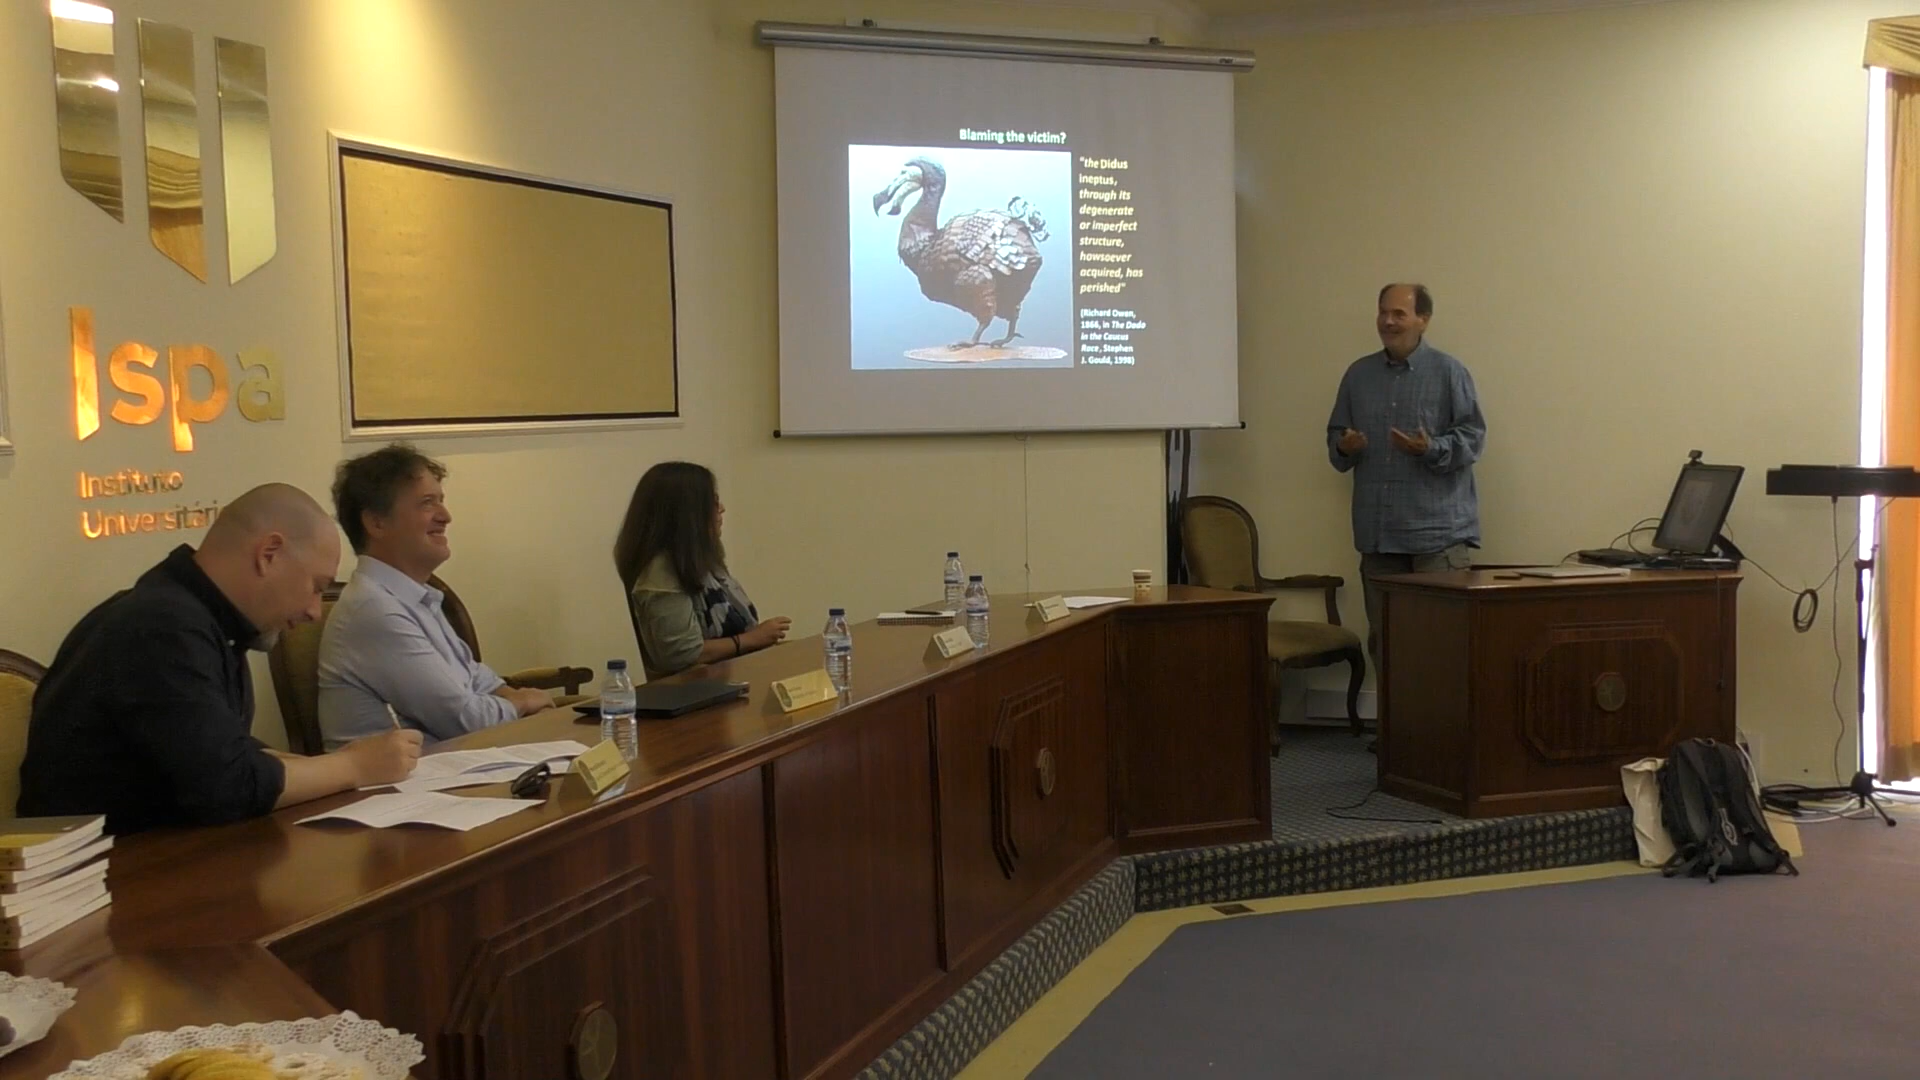 Ispa
Instituto
Universitári
Blaming the victim?
"the Didus
ineptus,
through its
degenerate
or imperfect
structure,
howsoever
acquired, has
perished"
(Richard Owen,
1866, in The Dodo
in the Caucus
Race, Stephen
J. Gould, 1998)